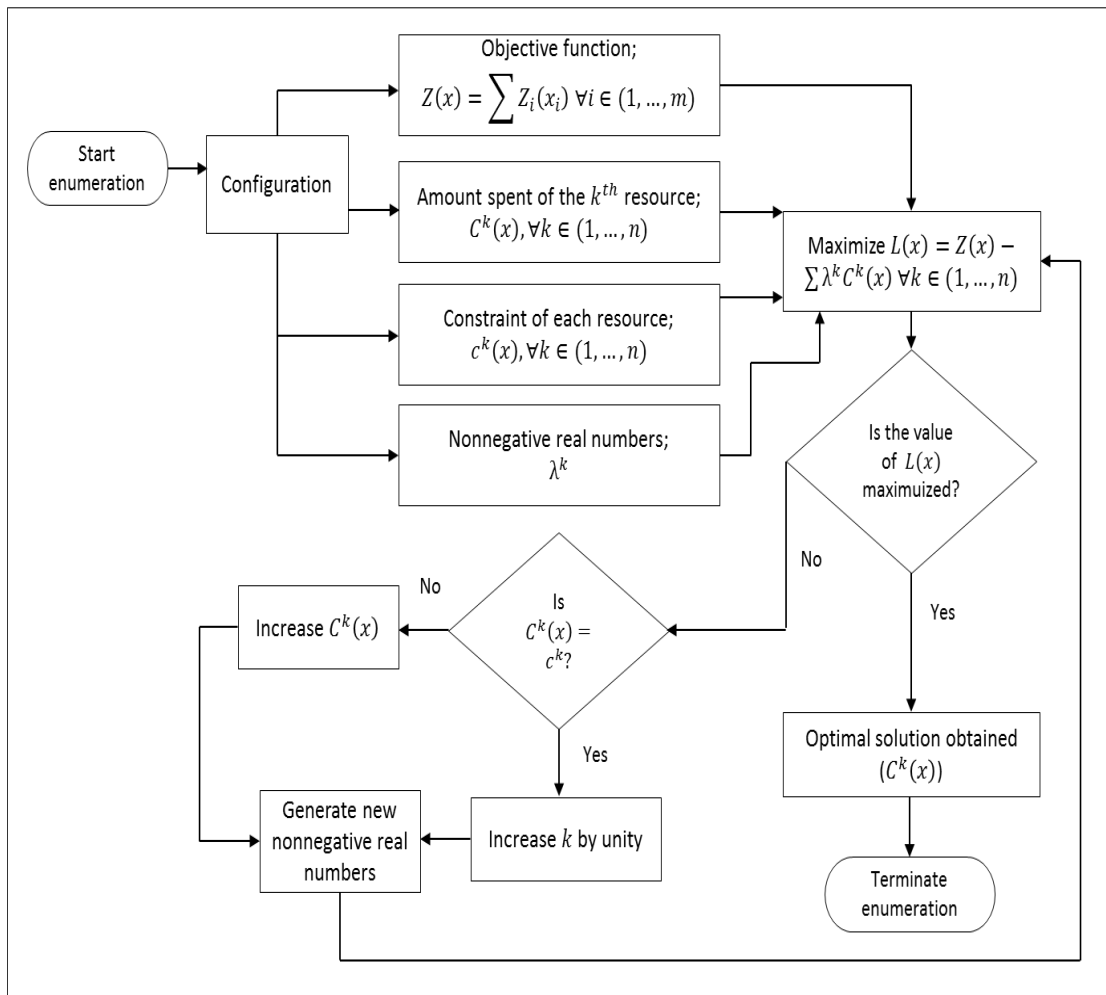 Start
enumeration
Configuration
Objective function;
Z(x) = ∑ Z_i(x_i) ∀i ∈ (1, …, m)
Amount spent of the k^{th} resource;
C^k(x), ∀k ∈ (1, …, n)
Constraint of each resource;
c^k(x), ∀k ∈ (1, …, n)
Nonnegative real numbers;
λ^k
Maximize L(x) = Z(x) −
∑ λ^k C^k(x) ∀k ∈ (1, …, n)
Is the value
of L(x)
maximuized?
No
Yes
Is
C^k(x) =
c^k?
No
Yes
Increase C^k(x)
Generate new
nonnegative real
numbers
Increase k by unity
Optimal solution obtained
(C^k(x))
Terminate
enumeration